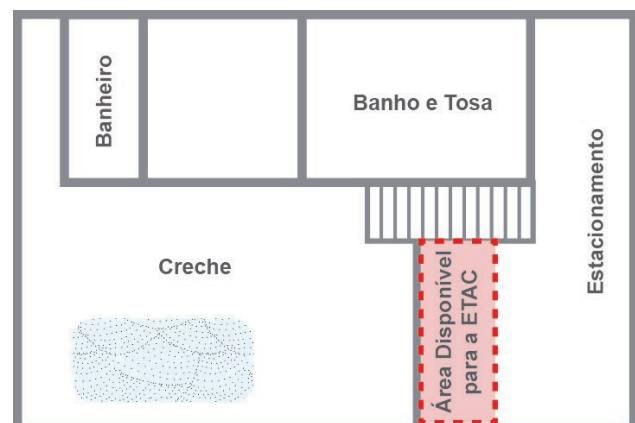 Banheiro
Banho e Tosa
Estacionamento
Creche
Área Disponível
para a ETAC